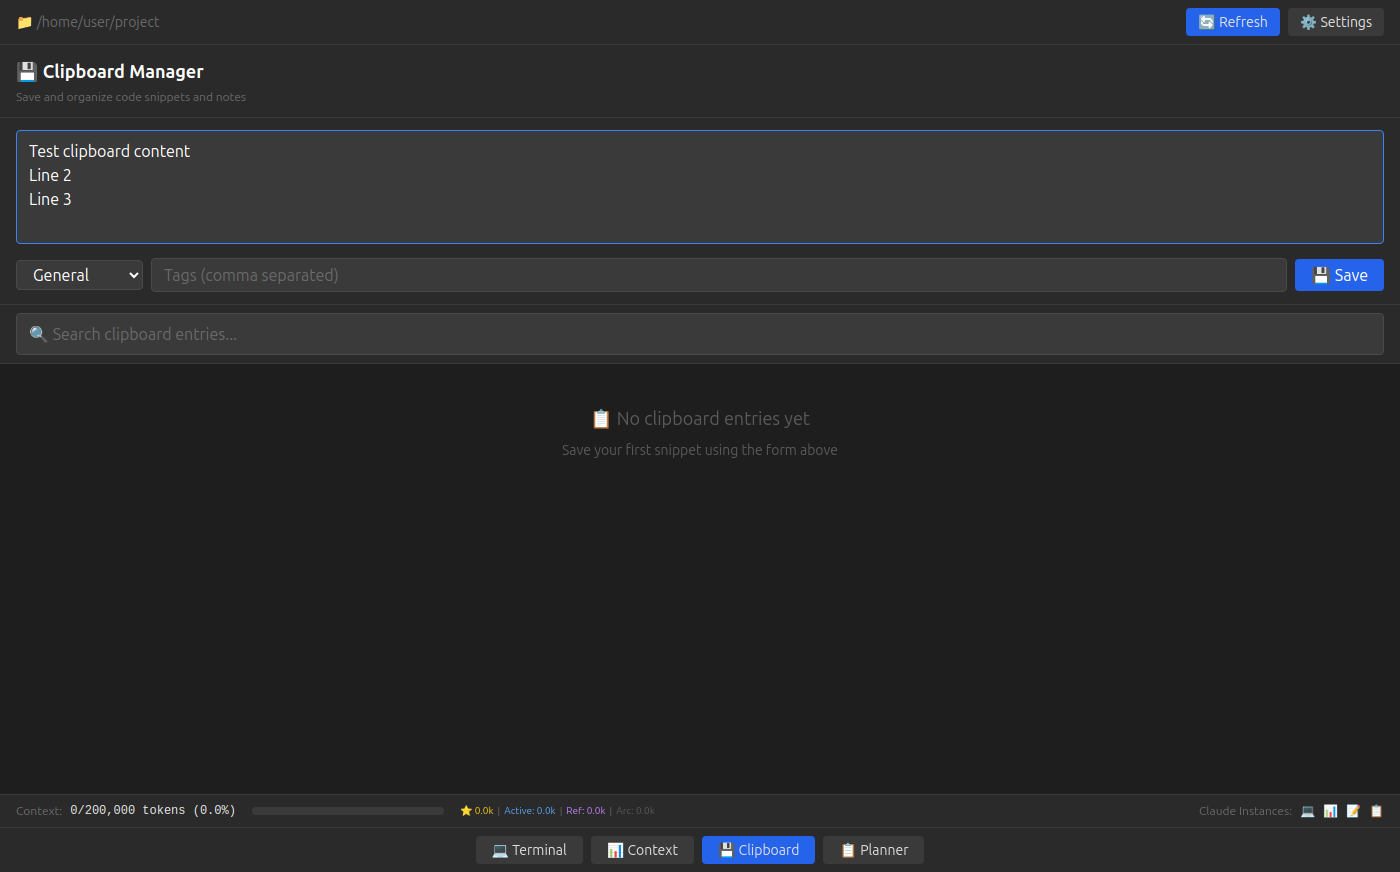 /home/user/project
Refresh
Settings
Clipboard Manager
Save and organize code snippets and notes
Test clipboard content
Line 2
Line 3
General
Tags (comma separated)
Save
Search clipboard entries...
No clipboard entries yet
Save your first snippet using the form above
Context: 0/200,000 tokens (0.0%) ⭐ 0.0k | Active: 0.0k | Ref: 0.0k | Arc: 0.0k Claude Instances:
Terminal Context Clipboard Planner